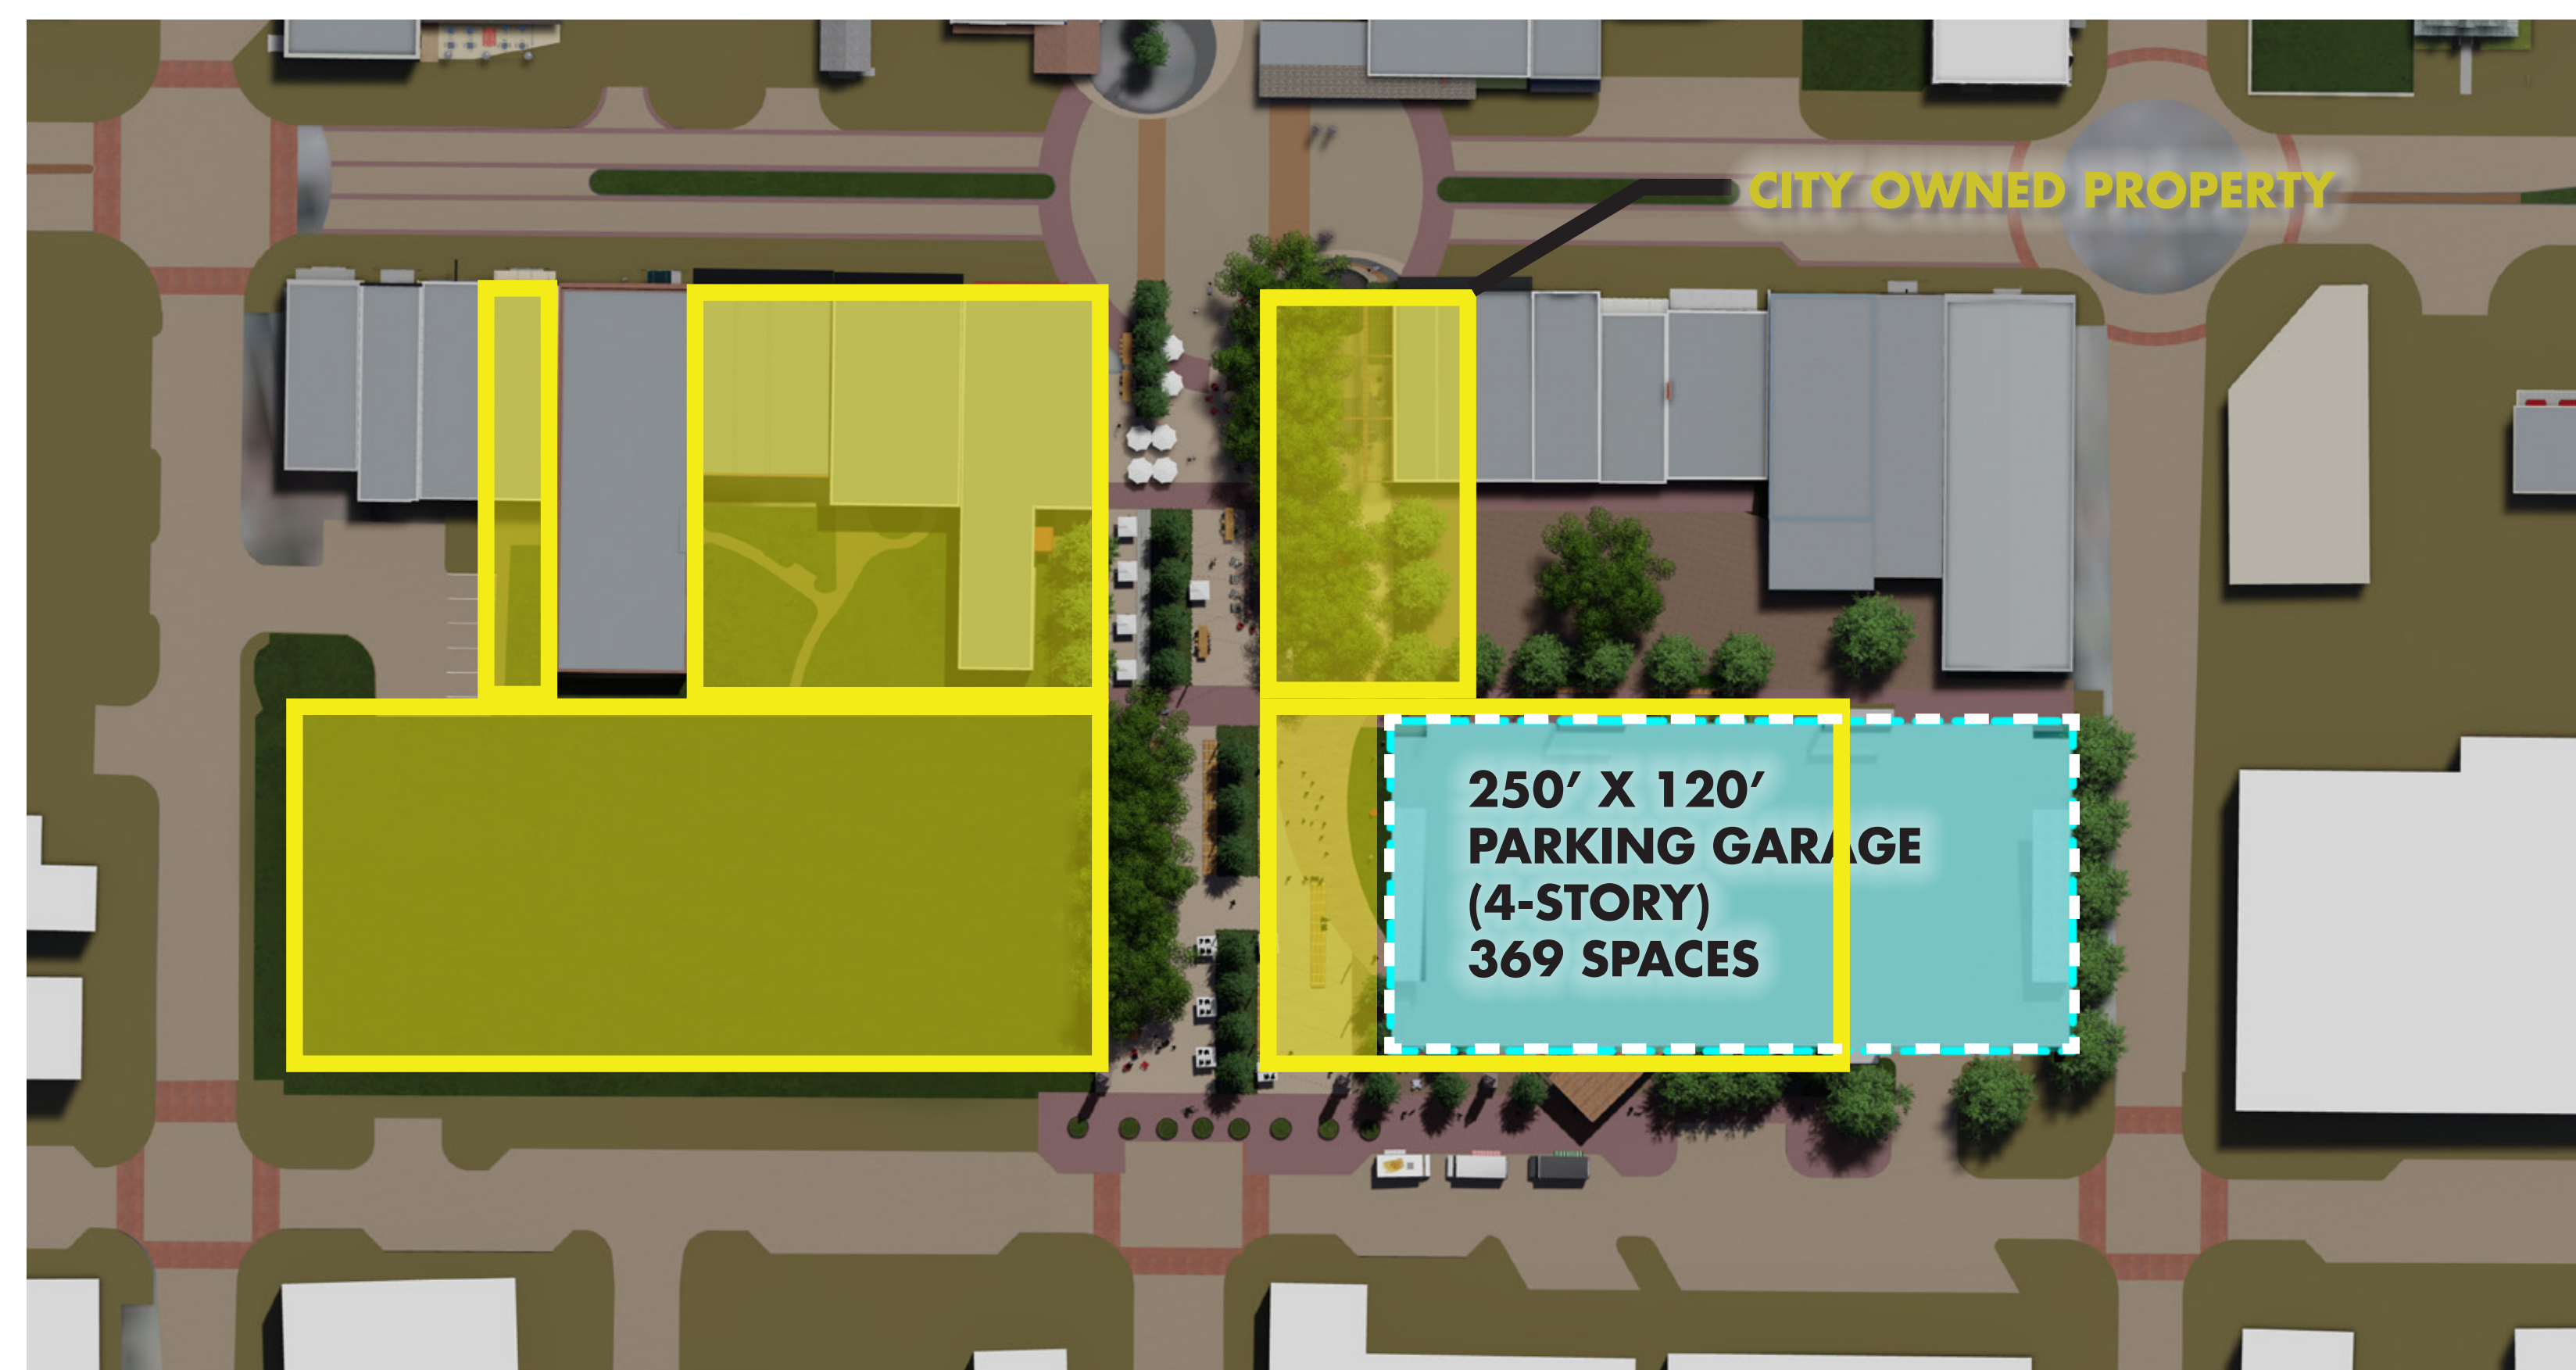 CITY OWNED PROPERTY
250′ X 120′
PARKING GARAGE
(4-STORY)
369 SPACES